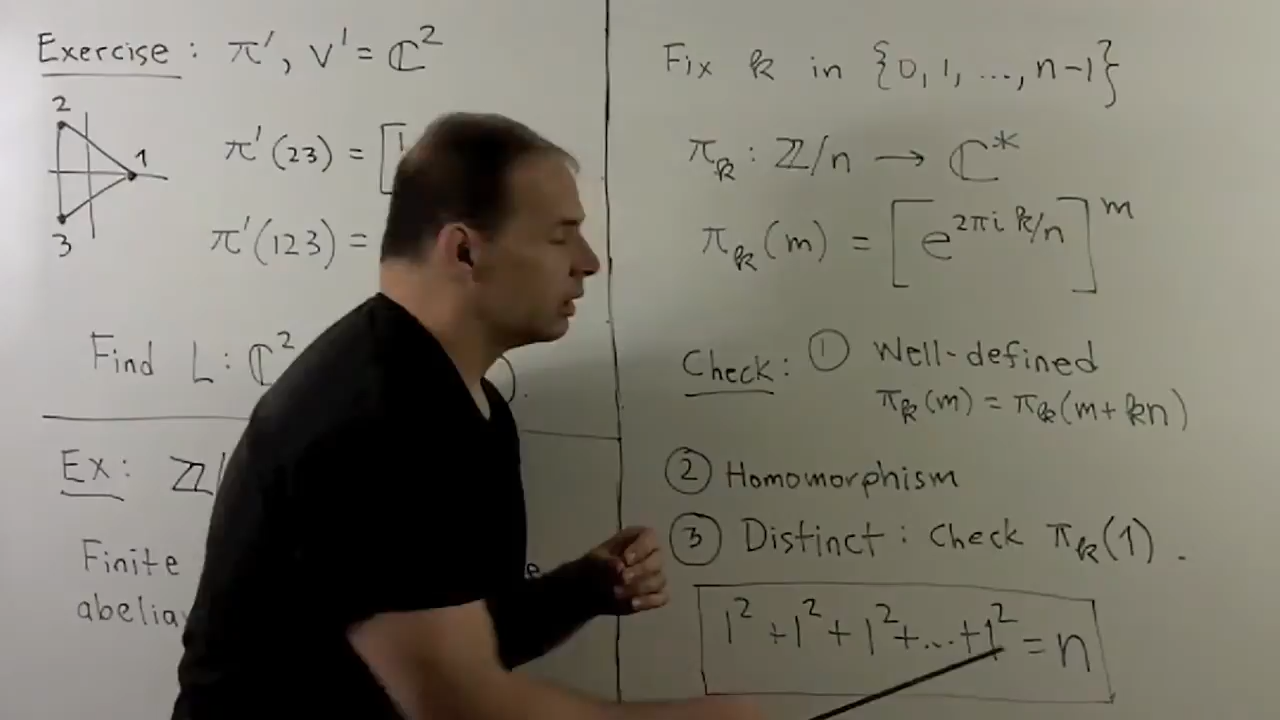 Exercise: π', V' = ℂ²
2
1
3
π'(23) = [1
π'(123) =
Find L: ℂ²
).
Ex: ℤ/
Finite
abelia
Fix k in {0, 1, ..., n-1}
π_k : ℤ/n → ℂ*
π_k(m) = [e^{2πi k/n}]^m
Check: ① Well-defined
π_k(m) = π_k(m+kn)
② Homomorphism
③ Distinct: Check π_k(1).
1² + 1² + 1² + ... + 1² = n